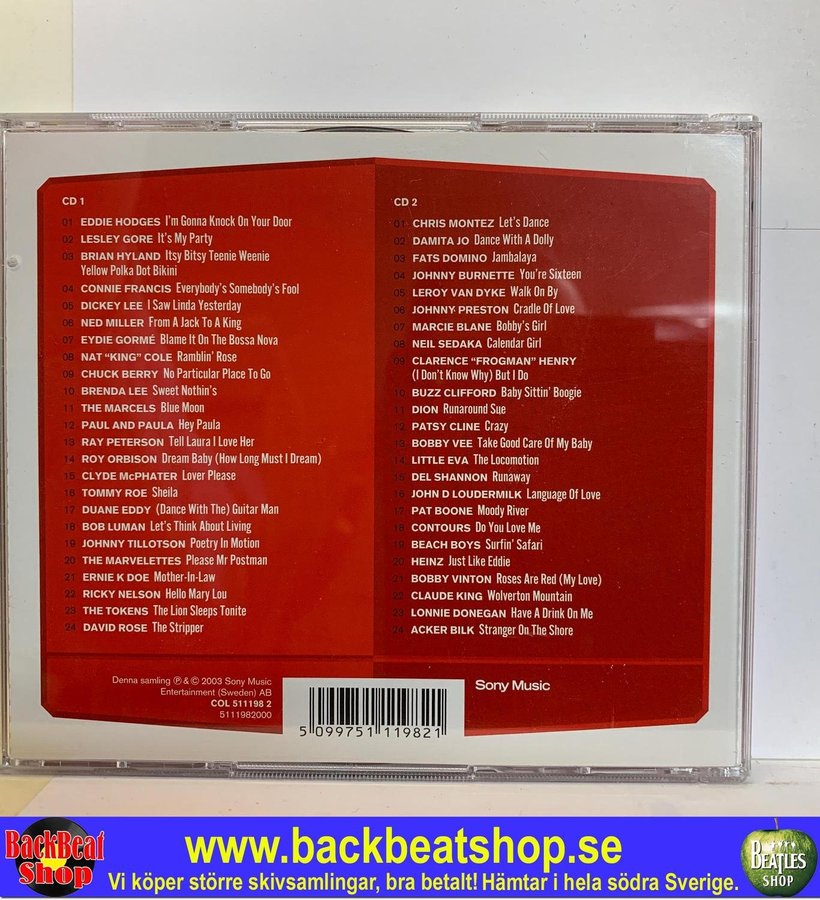 CD 1
01 EDDIE HODGES I'm Gonna Knock On Your Door
02 LESLEY GORE It's My Party
03 BRIAN HYLAND Itsy Bitsy Teenie Weenie
Yellow Polka Dot Bikini
04 CONNIE FRANCIS Everybody's Somebody's Fool
05 DICKEY LEE I Saw Linda Yesterday
06 NED MILLER From A Jack To A King
07 EYDIE GORMÉ Blame It On The Bossa Nova
08 NAT "KING" COLE Ramblin' Rose
09 CHUCK BERRY No Particular Place To Go
10 BRENDA LEE Sweet Nothin's
11 THE MARCELS Blue Moon
12 PAUL AND PAULA Hey Paula
13 RAY PETERSON Tell Laura I Love Her
14 ROY ORBISON Dream Baby (How Long Must I Dream)
15 CLYDE McPHATER Lover Please
16 TOMMY ROE Sheila
17 DUANE EDDY (Dance With The) Guitar Man
18 BOB LUMAN Let's Think About Living
19 JOHNNY TILLOTSON Poetry In Motion
20 THE MARVELETTES Please Mr Postman
21 ERNIE K DOE Mother-In-Law
22 RICKY NELSON Hello Mary Lou
23 THE TOKENS The Lion Sleeps Tonite
24 DAVID ROSE The Stripper
CD 2
01 CHRIS MONTEZ Let's Dance
02 DAMITA JO Dance With A Dolly
03 FATS DOMINO Jambalaya
04 JOHNNY BURNETTE You're Sixteen
05 LEROY VAN DYKE Walk On By
06 JOHNNY PRESTON Cradle Of Love
07 MARCIE BLANE Bobby's Girl
08 NEIL SEDAKA Calendar Girl
09 CLARENCE "FROGMAN" HENRY
(I Don't Know Why) But I Do
10 BUZZ CLIFFORD Baby Sittin' Boogie
11 DION Runaround Sue
12 PATSY CLINE Crazy
13 BOBBY VEE Take Good Care Of My Baby
14 LITTLE EVA The Locomotion
15 DEL SHANNON Runaway
16 JOHN D LOUDERMILK Language Of Love
17 PAT BOONE Moody River
18 CONTOURS Do You Love Me
19 BEACH BOYS Surfin' Safari
20 HEINZ Just Like Eddie
21 BOBBY VINTON Roses Are Red (My Love)
22 CLAUDE KING Wolverton Mountain
23 LONNIE DONEGAN Have A Drink On Me
24 ACKER BILK Stranger On The Shore
Denna samling ℗ & © 2003 Sony Music
Entertainment (Sweden) AB
COL 511198 2
5111982000
5 099751 119821
Sony Music
BackBeat
Shop
www.backbeatshop.se
Vi köper större skivsamlingar, bra betalt! Hämtar i hela södra Sverige.
BEATLES
SHOP